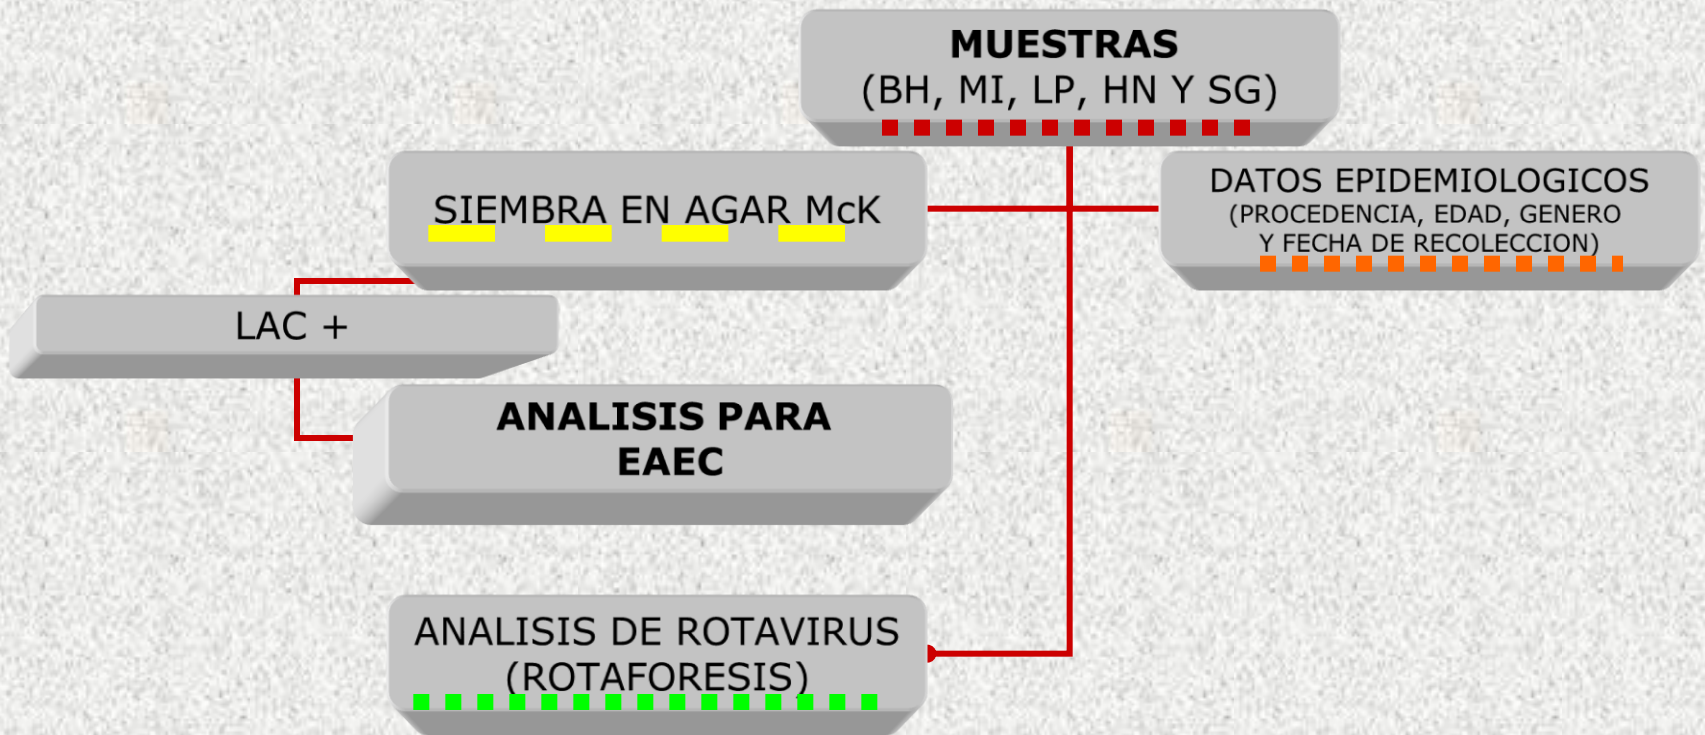 MUESTRAS
(BH, MI, LP, HN Y SG)
SIEMBRA EN AGAR McK
DATOS EPIDEMIOLOGICOS
(PROCEDENCIA, EDAD, GENERO
Y FECHA DE RECOLECCION)
LAC +
ANALISIS PARA
EAEC
ANALISIS DE ROTAVIRUS
(ROTAFORESIS)